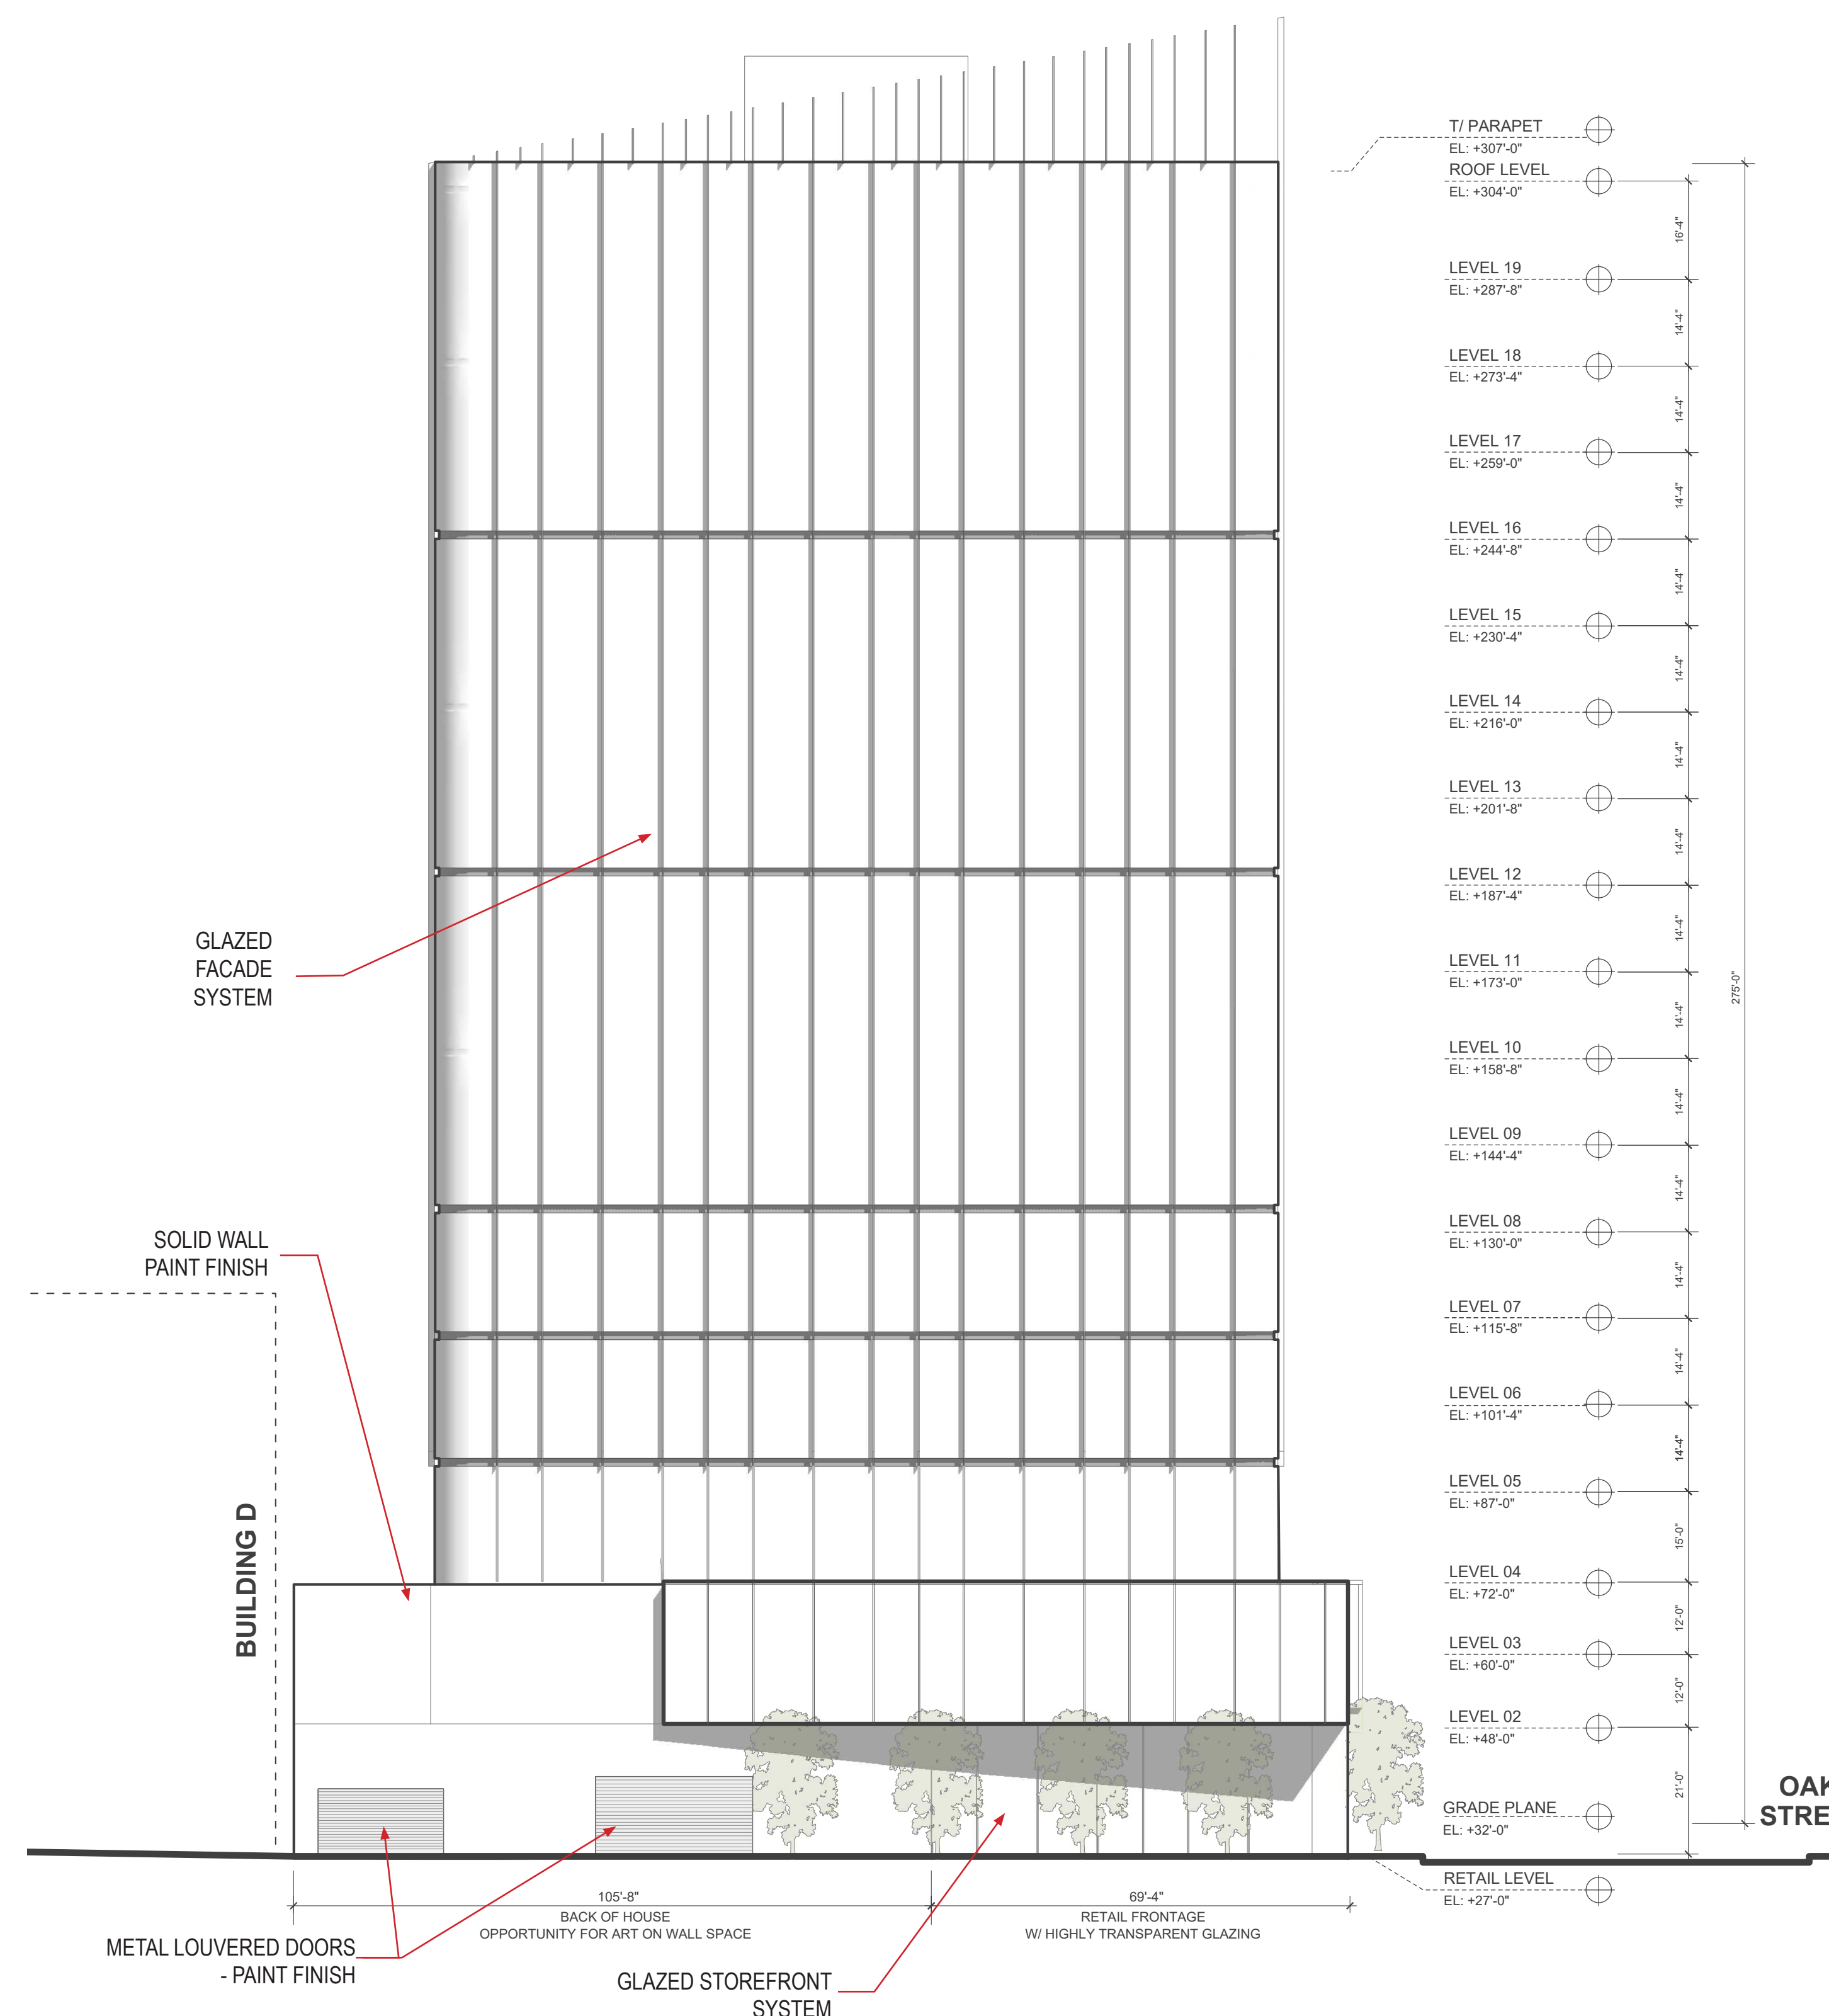 T/ PARAPET
EL: +307'-0"
ROOF LEVEL
EL: +304'-0"
16'-4"
LEVEL 19
EL: +287'-8"
14'-4"
LEVEL 18
EL: +273'-4"
14'-4"
LEVEL 17
EL: +259'-0"
14'-4"
LEVEL 16
EL: +244'-8"
14'-4"
LEVEL 15
EL: +230'-4"
14'-4"
LEVEL 14
EL: +216'-0"
14'-4"
LEVEL 13
EL: +201'-8"
14'-4"
LEVEL 12
EL: +187'-4"
14'-4"
LEVEL 11
EL: +173'-0"
275'-0"
14'-4"
LEVEL 10
EL: +158'-8"
14'-4"
LEVEL 09
EL: +144'-4"
14'-4"
LEVEL 08
EL: +130'-0"
14'-4"
LEVEL 07
EL: +115'-8"
14'-4"
LEVEL 06
EL: +101'-4"
14'-4"
LEVEL 05
EL: +87'-0"
15'-0"
LEVEL 04
EL: +72'-0"
12'-0"
LEVEL 03
EL: +60'-0"
12'-0"
LEVEL 02
EL: +48'-0"
21'-0"
GRADE PLANE
EL: +32'-0"
RETAIL LEVEL
EL: +27'-0"
OAK
STRE
GLAZED
FACADE
SYSTEM
SOLID WALL
PAINT FINISH
BUILDING D
105'-8"
BACK OF HOUSE
OPPORTUNITY FOR ART ON WALL SPACE
69'-4"
RETAIL FRONTAGE
W/ HIGHLY TRANSPARENT GLAZING
METAL LOUVERED DOORS
- PAINT FINISH
GLAZED STOREFRONT
SYSTEM